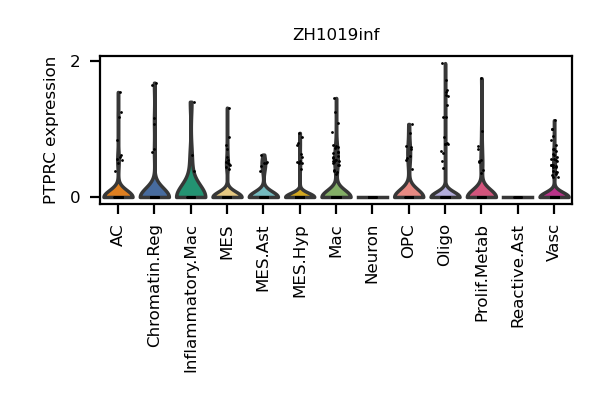 ZH1019inf
PTPRC expression
2
0
AC
Chromatin.Reg
Inflammatory.Mac
MES
MES.Ast
MES.Hyp
Mac
Neuron
OPC
Oligo
Prolif.Metab
Reactive.Ast
Vasc